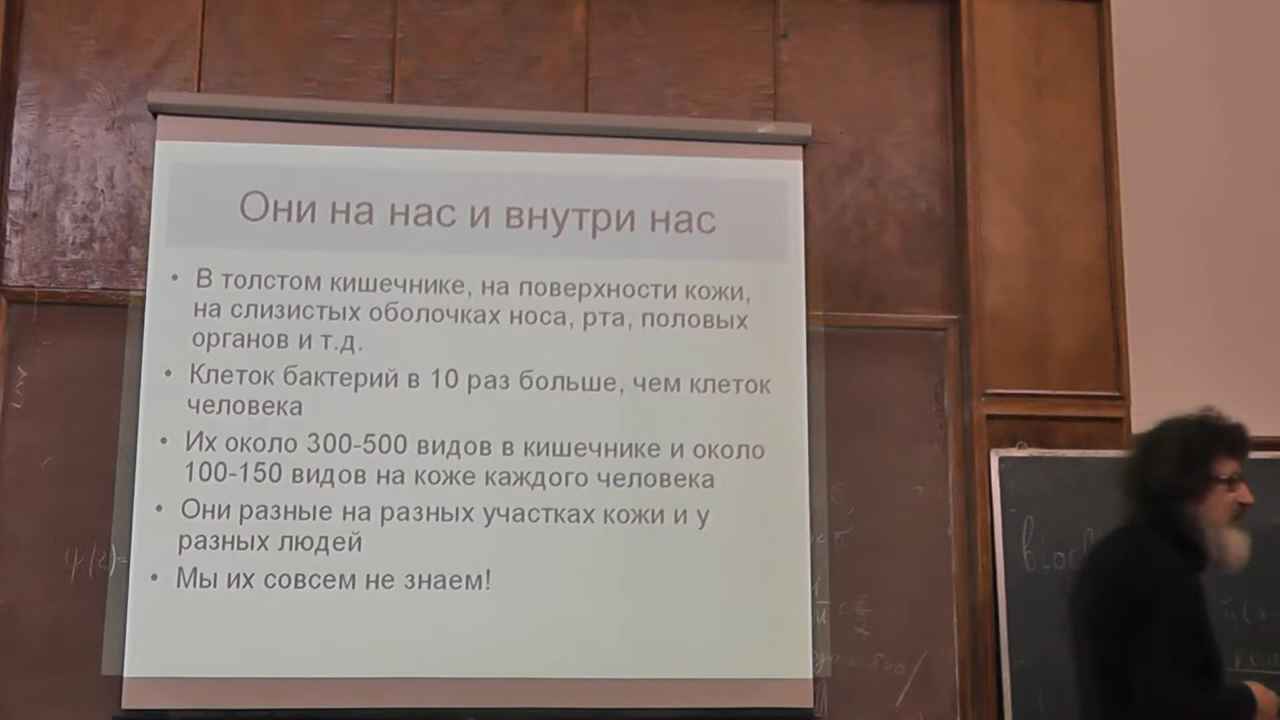 Они на нас и внутри нас
• В толстом кишечнике, на поверхности кожи,
на слизистых оболочках носа, рта, половых
органов и т.д.
• Клеток бактерий в 10 раз больше, чем клеток
человека
• Их около 300-500 видов в кишечнике и около
100-150 видов на коже каждого человека
• Они разные на разных участках кожи и у
разных людей
• Мы их совсем не знаем!